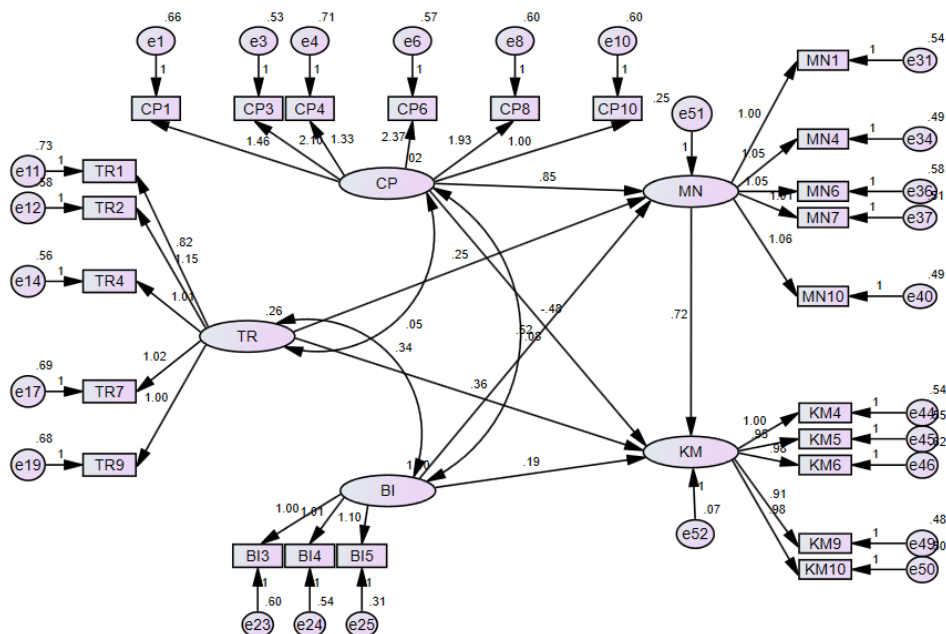 .66 .53 .71 .57 .60 .60
e1 e3 e4 e6 e8 e10
1 1 1 1 1 1
CP1 CP3 CP4 CP6 CP8 CP10
1.46 2.10 1.33 2.37 1.93 1.00
.02
CP
.25
e51
1
MN
.85
.54
MN1 1 e31
1.00
.49
MN4 1 e34
1.05
.58
MN6 1 e36
1.05
MN7 1 e37
1.01
.49
MN10 1 e40
1.06
.73
e11 1 TR1
.58
e12 1 TR2
.56
e14 1 TR4
.69
e17 1 TR7
.68
e19 1 TR9
.82
1.15
1.01
1.02
1.00
.26
TR
.25
.05
.34
-.48
.52
.08
.72
.36
.19
BI
1.00 1.01 1.10
BI3 BI4 BI5
1 1 1
.60 .54 .31
e23 e24 e25
KM
1
.07
e52
1.00
.95
.98
.91
.98
.54
KM4 1 e44
KM5 1 e45
KM6 1 e46
.48
KM9 1 e49
KM10 1 e50